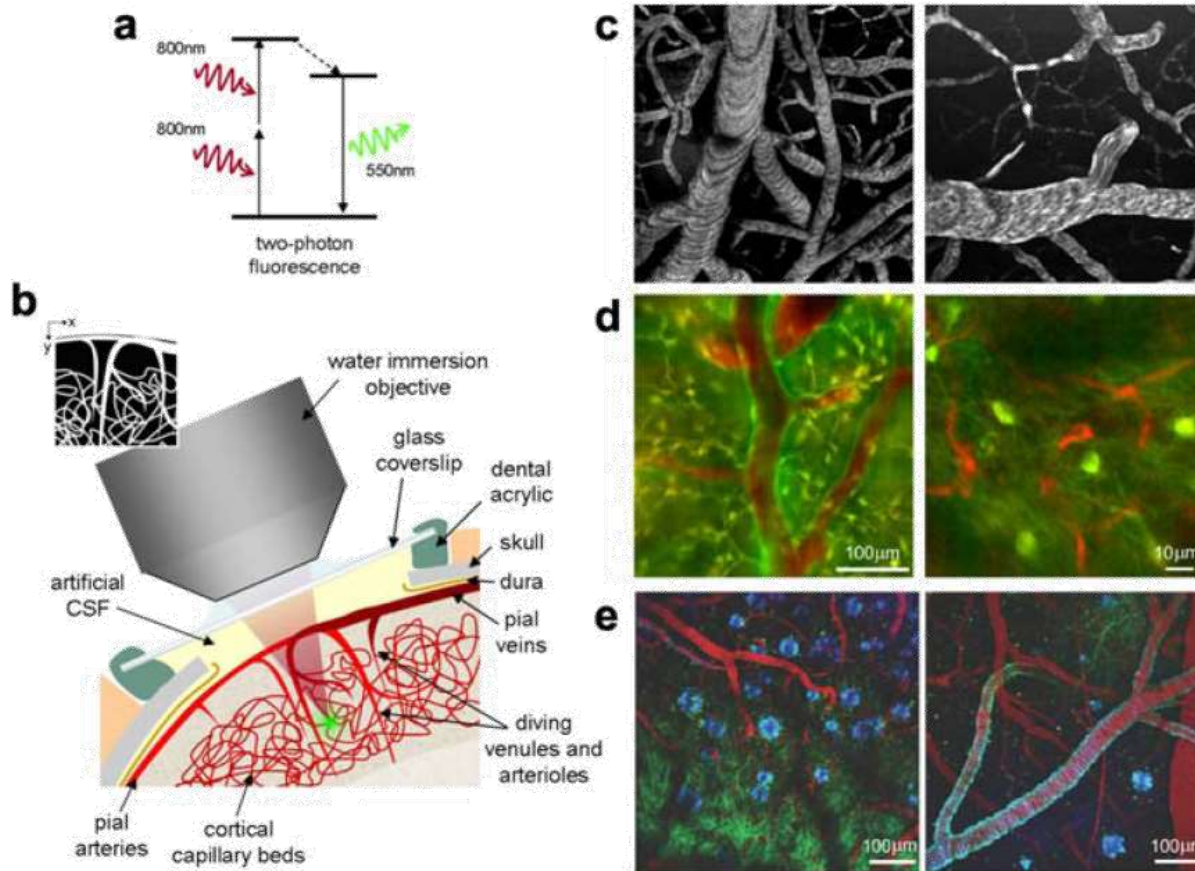 a
800nm
800nm
550nm
two-photon
fluorescence
b
x
y
water immersion
objective
glass
coverslip
dental
acrylic
skull
dura
pial
veins
artificial
CSF
diving
venules and
arterioles
pial
arteries
cortical
capillary beds
c
d
100μm
10μm
e
100μm
100μm